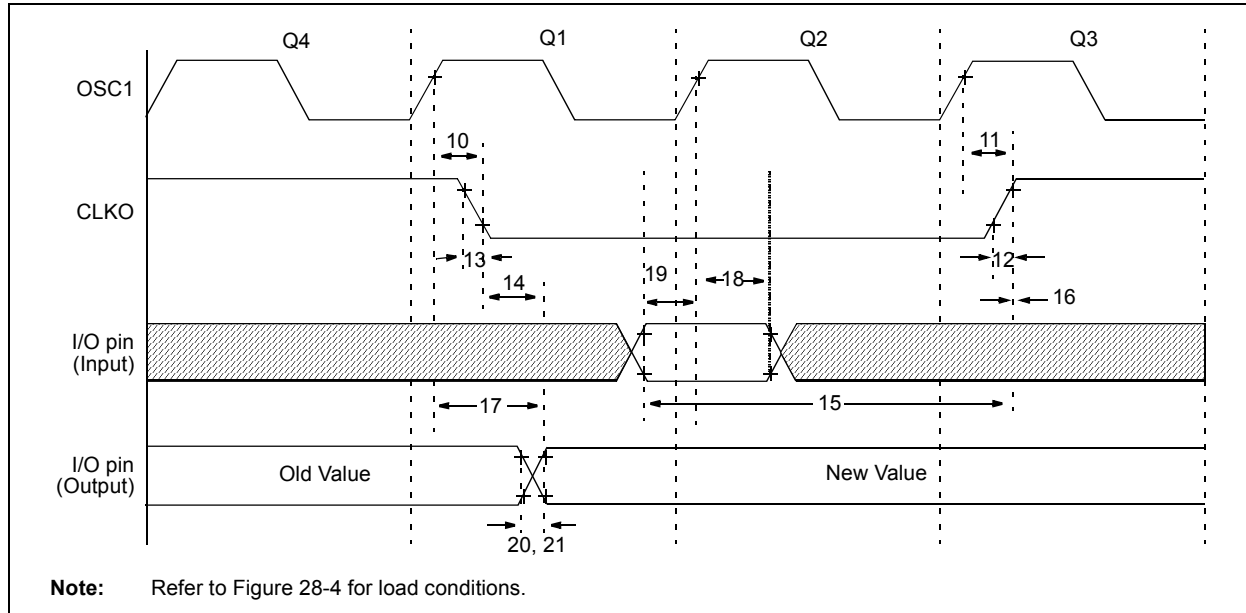 Q4 Q1 Q2 Q3
OSC1
10 11
CLKO
13 12
14 19 18 16
I/O pin
(Input)
17 15
I/O pin
(Output)
Old Value New Value
20, 21
Note: Refer to Figure 28-4 for load conditions.